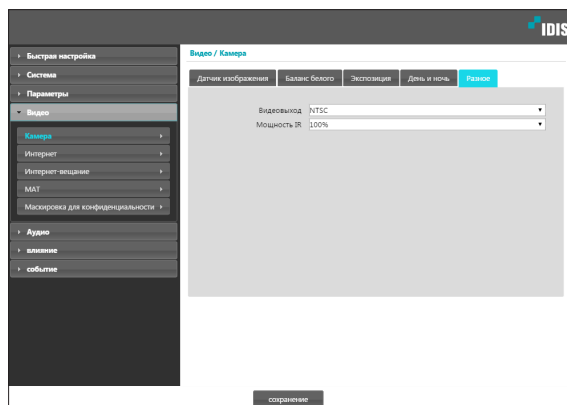 IDIS
Быстрая настройка
Система
Параметры
Видео
Камера
Интернет
Интернет-вещание
MAT
Маскировка для конфиденциальности
Аудио
влияние
событие
Видео / Камера
Датчик изображения Баланс белого Экспозиция День и ночь Разное
Видеовыход NTSC
Мощность IR 100%
сохранение